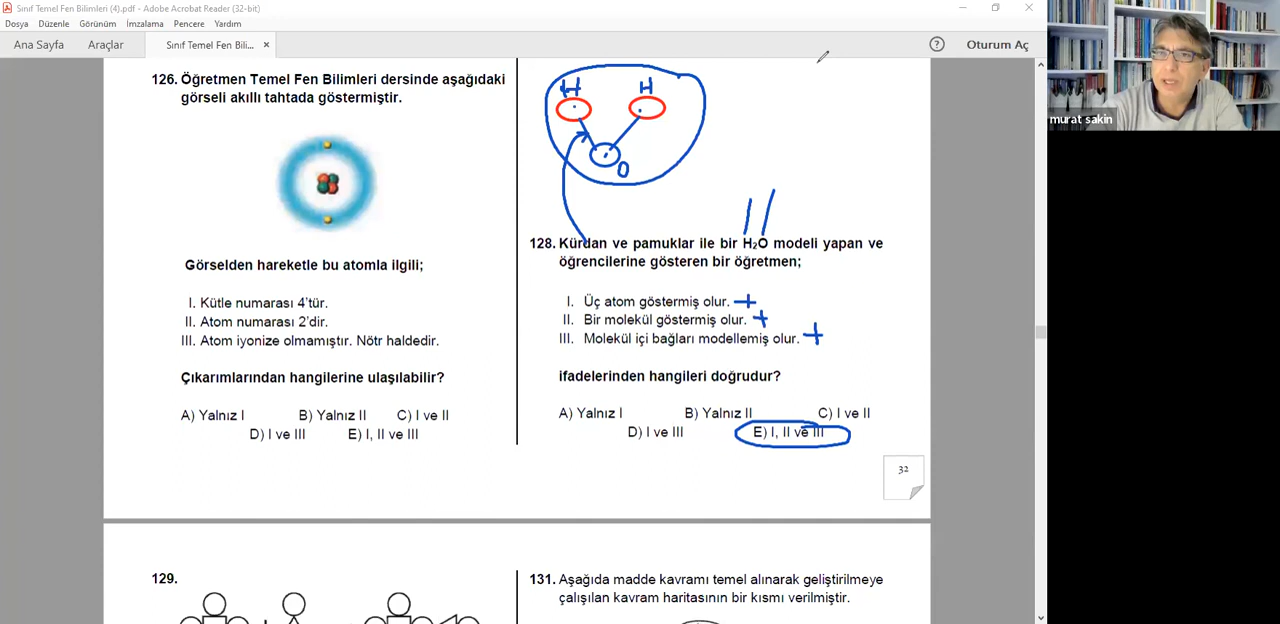 Sınıf Temel Fen Bilimleri (4).pdf - Adobe Acrobat Reader (32-bit)
Dosya Düzenle Görünüm İmzalama Pencere Yardım
Ana Sayfa Araçlar Sınıf Temel Fen Bili... × ? Oturum Aç
murat sakin
126. Öğretmen Temel Fen Bilimleri dersinde aşağıdaki
görseli akıllı tahtada göstermiştir.
Görselden hareketle bu atomla ilgili;
I. Kütle numarası 4'tür.
II. Atom numarası 2'dir.
III. Atom iyonize olmamıştır. Nötr haldedir.
Çıkarımlarından hangilerine ulaşılabilir?
A) Yalnız I B) Yalnız II C) I ve II
D) I ve III E) I, II ve III
H H
O
128. Kürdan ve pamuklar ile bir H₂O modeli yapan ve
öğrencilerine gösteren bir öğretmen;
I. Üç atom göstermiş olur. +
II. Bir molekül göstermiş olur. +
III. Molekül içi bağları modellemiş olur. +
ifadelerinden hangileri doğrudur?
A) Yalnız I B) Yalnız II C) I ve II
D) I ve III E) I, II ve III
32
129.
131. Aşağıda madde kavramı temel alınarak geliştirilmeye
çalışılan kavram haritasının bir kısmı verilmiştir.